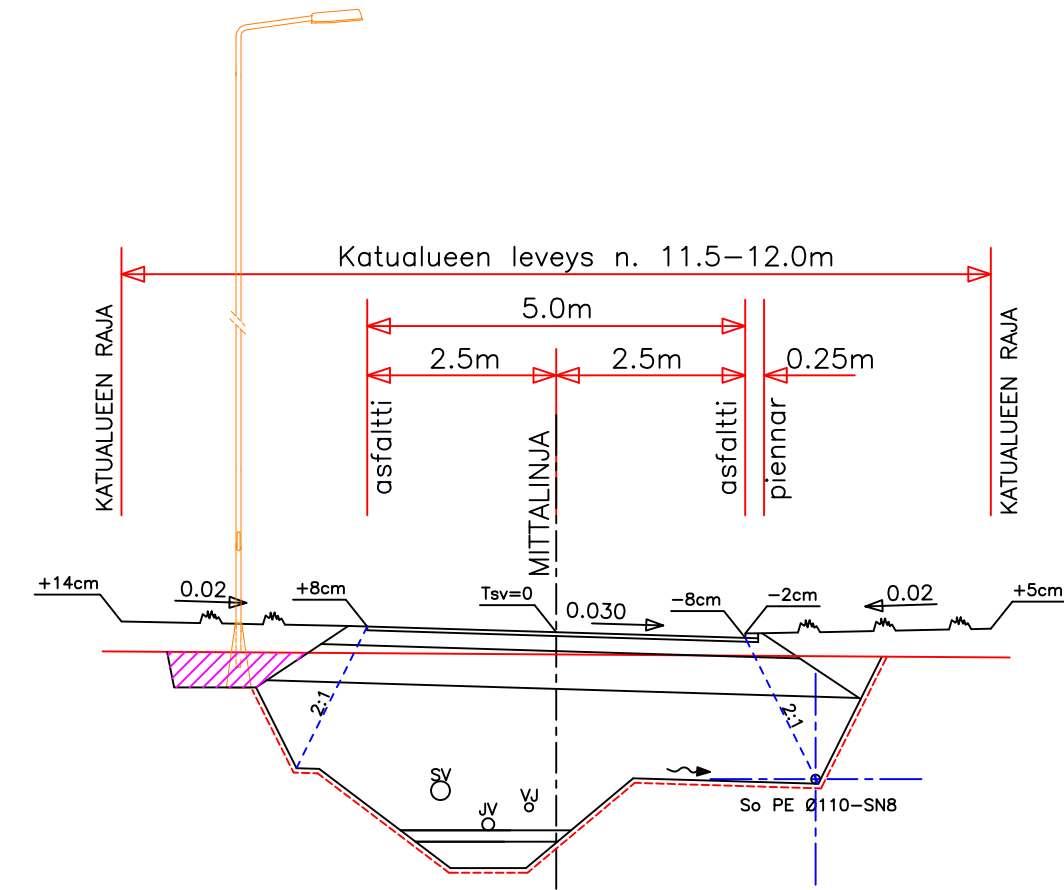 Katualueen leveys n. 11.5-12.0m
5.0m
2.5m
2.5m
0.25m
KATUALUEEN RAJA
asfaltti
MITTALINJA
asfaltti
piennar
KATUALUEEN RAJA
+14cm
0.02
+8cm
Tsv=0
0.030
-8cm
-2cm
0.02
+5cm
2:1
2:1
SV
JV
VJ
So PE Ø110-SN8